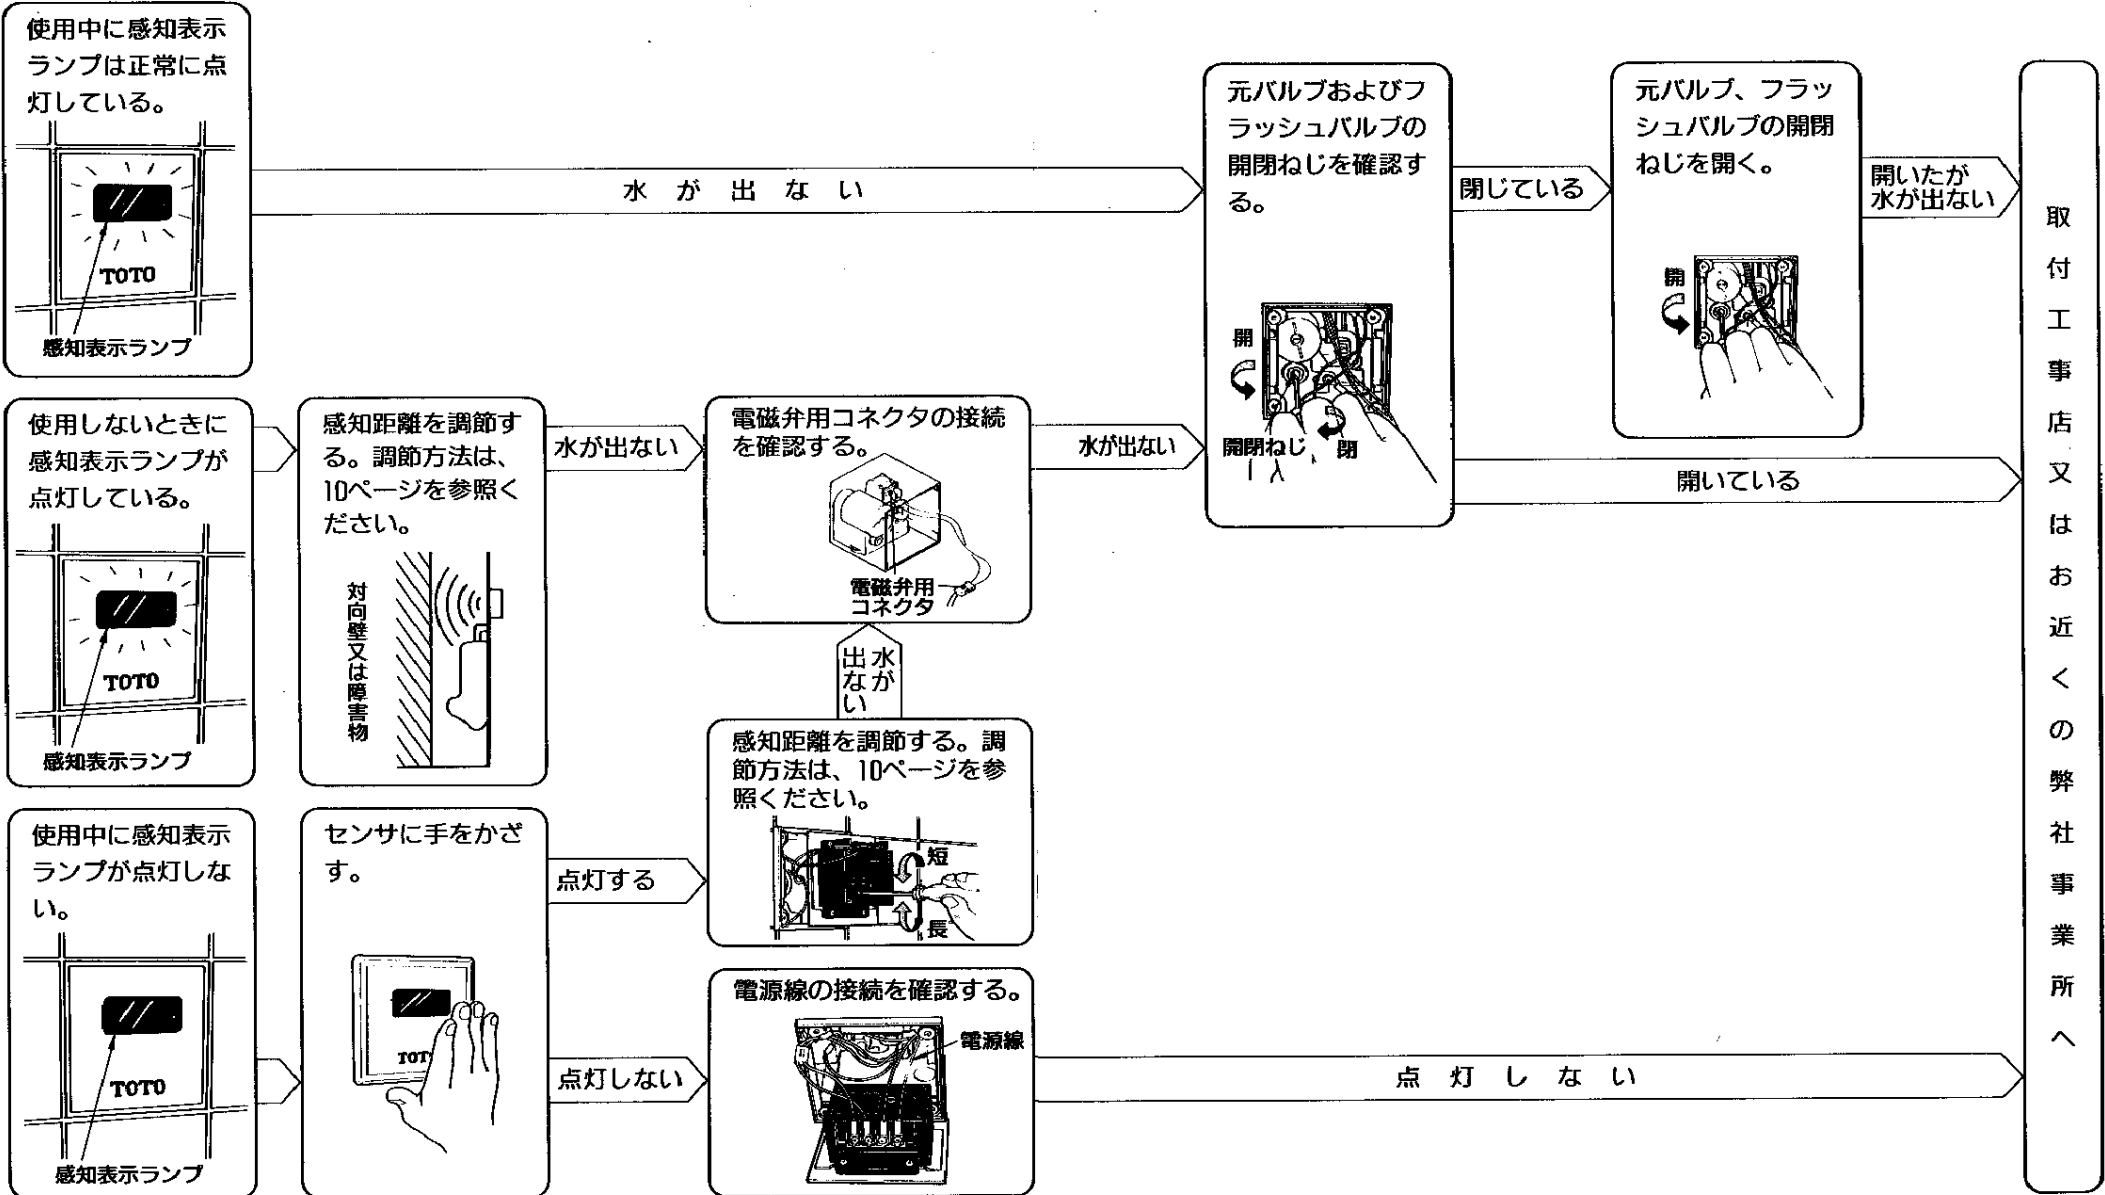 使用中に感知表示
ランプは正常に点
灯している。
TOTO
感知表示ランプ
水が出ない
元バルブおよびフ
ラッシュバルブの
開閉ねじを確認す
る。
開
開閉ねじ
閉
閉じている
元バルブ、フラッ
シュバルブの開閉
ねじを開く。
開
開いたが
水が出ない
開いている
取付工事店又はお近くの弊社事業所へ
使用しないときに
感知表示ランプが
点灯している。
TOTO
感知表示ランプ
感知距離を調節す
る。調節方法は、
10ページを参照く
ださい。
対向壁又は障害物
水が出ない
電磁弁用コネクタの接続
を確認する。
電磁弁用
コネクタ
水が出ない
水が
出ない
感知距離を調節する。調
節方法は、10ページを参
照ください。
短
長
使用中に感知表示
ランプが点灯しな
い。
TOTO
感知表示ランプ
センサに手をかざ
す。
TOT
点灯する
点灯しない
電源線の接続を確認する。
電源線
点灯しない